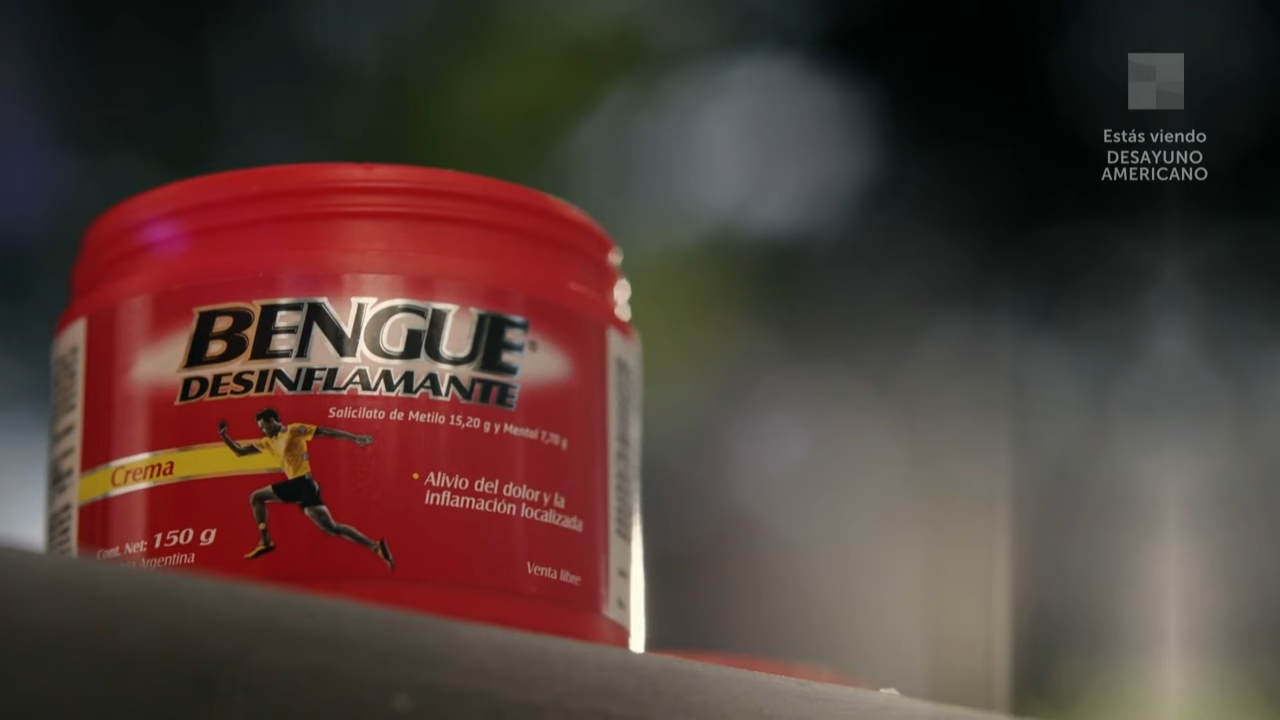 Estás viendo
DESAYUNO
AMERICANO
BENGUE
DESINFLAMANTE
Salicilato de Metilo 15,20 g y Mentol 7,70 g
Crema
• Alivio del dolor y la
inflamación localizada
Cont. Net: 150 g
Argentina
Venta libre